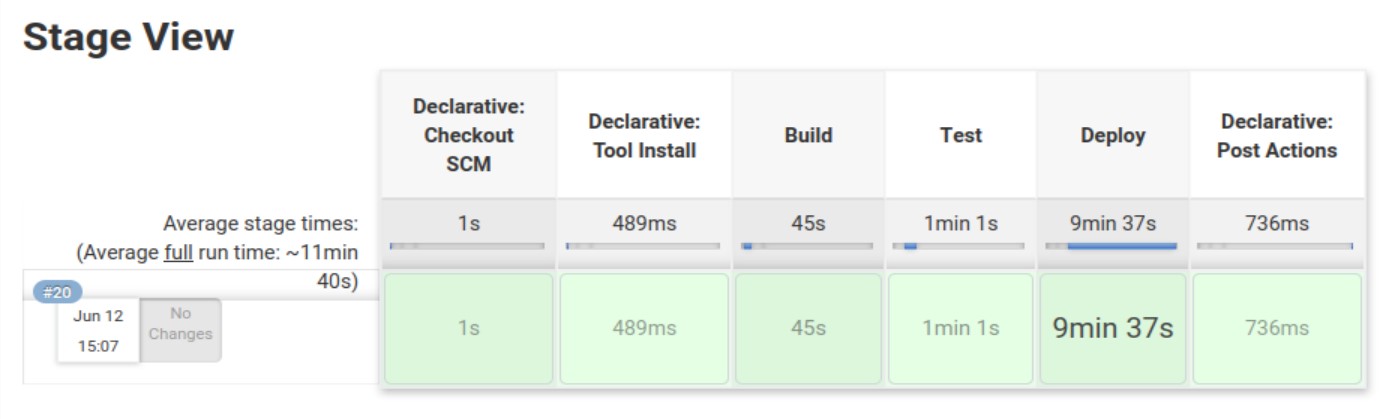 Stage View
Declarative:
Checkout
SCM
Declarative:
Tool Install
Build
Test
Deploy
Declarative:
Post Actions
Average stage times:
(Average full run time: ~11min
40s)
1s
489ms
45s
1min 1s
9min 37s
736ms
#20
Jun 12
15:07
No
Changes
1s
489ms
45s
1min 1s
9min 37s
736ms